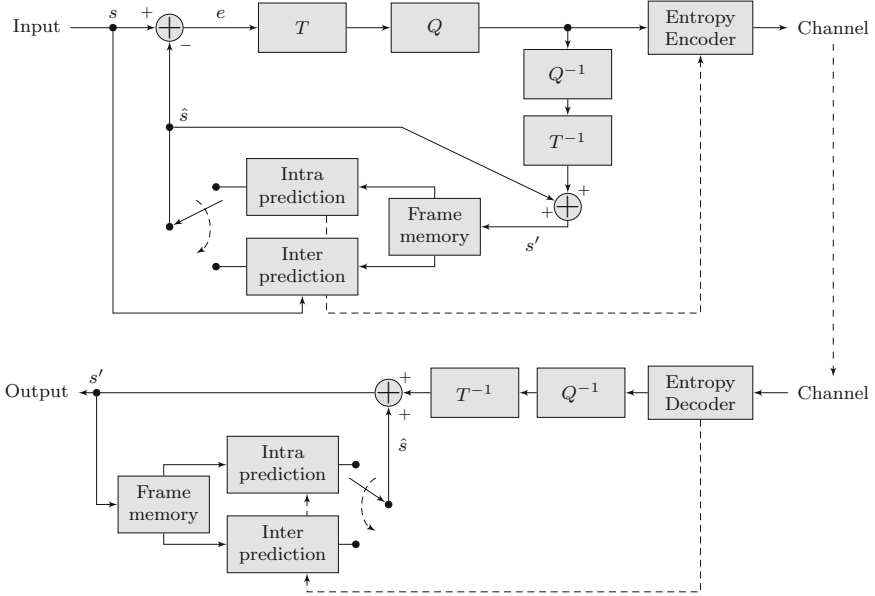 Input
s
+
−
e
T
Q
Entropy
Encoder
Channel
Q⁻¹
ŝ
T⁻¹
Intra
prediction
+
+
Frame
memory
s′
Inter
prediction
Output
s′
+
+
T⁻¹
Q⁻¹
Entropy
Decoder
Channel
ŝ
Intra
prediction
Frame
memory
Inter
prediction